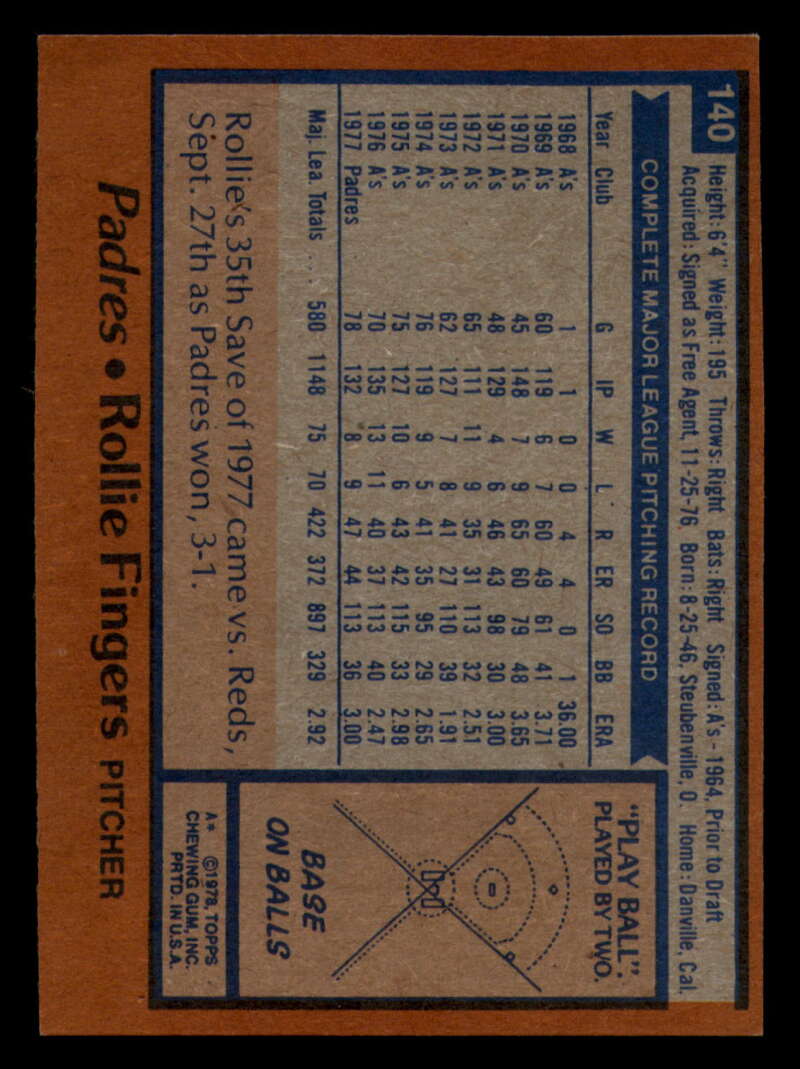 140
Height: 6'4" Weight: 195 Throws: Right Bats: Right Signed: A's - 1964, Prior to Draft
Acquired: Signed as Free Agent, 11-25-76 Born: 8-25-46, Steubenville, O. Home: Danville, Cal.
COMPLETE MAJOR LEAGUE PITCHING RECORD
Year Club G IP W L R ER SO BB ERA
1968 A's 1 1 0 0 4 4 0 1 36.00
1969 A's 60 119 6 7 60 49 61 41 3.71
1970 A's 45 148 7 9 65 60 79 48 3.65
1971 A's 48 129 4 6 46 43 98 30 3.00
1972 A's 65 111 11 9 35 31 113 32 2.51
1973 A's 62 127 7 8 41 27 110 39 1.91
1974 A's 76 119 9 5 41 35 95 29 2.65
1975 A's 75 127 10 6 43 42 115 33 2.98
1976 A's 70 135 13 11 40 37 113 40 2.47
1977 Padres 78 132 8 9 47 44 113 36 3.00
Maj. Lea. Totals ... 580 1148 75 70 422 372 897 329 2.92
Rollie's 35th Save of 1977 came vs. Reds,
Sept. 27th as Padres won, 3-1.
"PLAY BALL":
PLAYED BY TWO.
BASE
ON BALLS
A* ©1978, TOPPS
CHEWING GUM, INC.
PRTD. IN U.S.A.
Padres • Rollie Fingers PITCHER